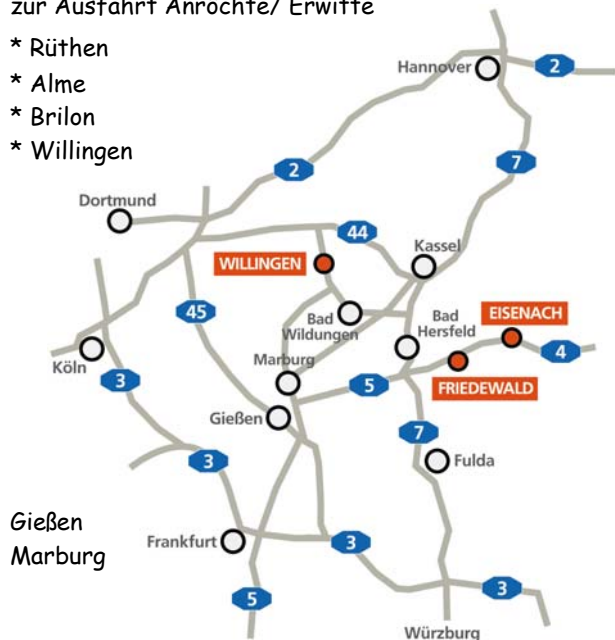 zur Ausfahrt Anröchte/ Erwitte
* Rüthen
* Alme
* Brilon
* Willingen
Hannover
2
7
2
Dortmund
44
Kassel
WILLINGEN
45
Bad
Wildungen
Bad
Hersfeld
EISENACH
4
Köln
3
Marburg
5
FRIEDEWALD
Gießen
7
3
Fulda
Gießen
Marburg
Frankfurt
3
5
3
Würzburg